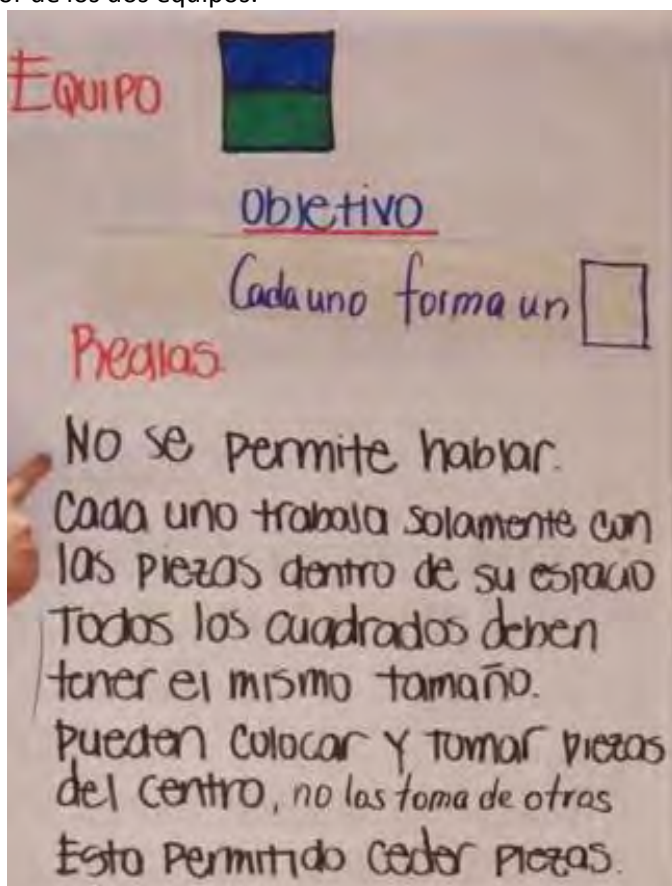 or de los dos equipos.
EQUIPO
Objetivo
Cada uno forma un
Reglas
No se permite hablar.
Cada uno trabaja solamente con
las piezas dentro de su espacio
Todos los cuadrados deben
tener el mismo tamaño.
Pueden colocar y tomar piezas
del centro, no las toma de otras
Esta permitido ceder piezas.